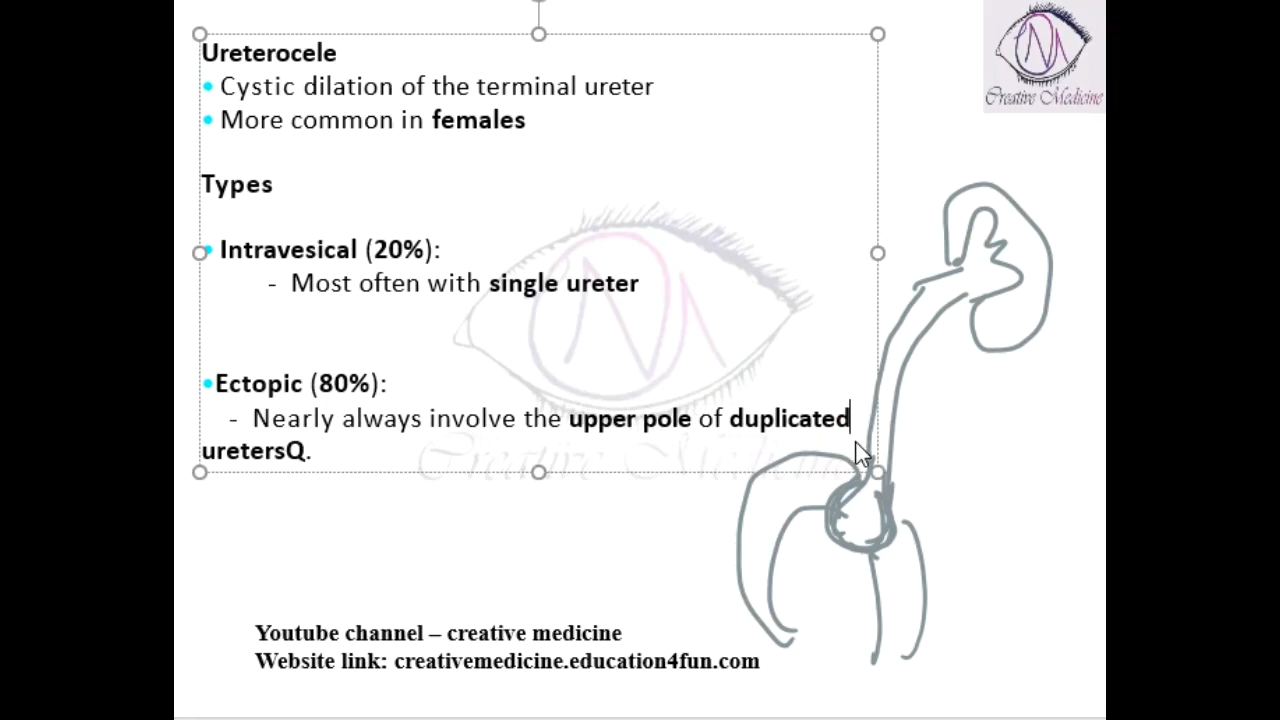 Ureterocele
• Cystic dilation of the terminal ureter
• More common in females
Types
• Intravesical (20%):
- Most often with single ureter
•Ectopic (80%):
- Nearly always involve the upper pole of duplicated
uretersQ.
Youtube channel – creative medicine
Website link: creativemedicine.education4fun.com
Creative Medicine
Creative Medicine